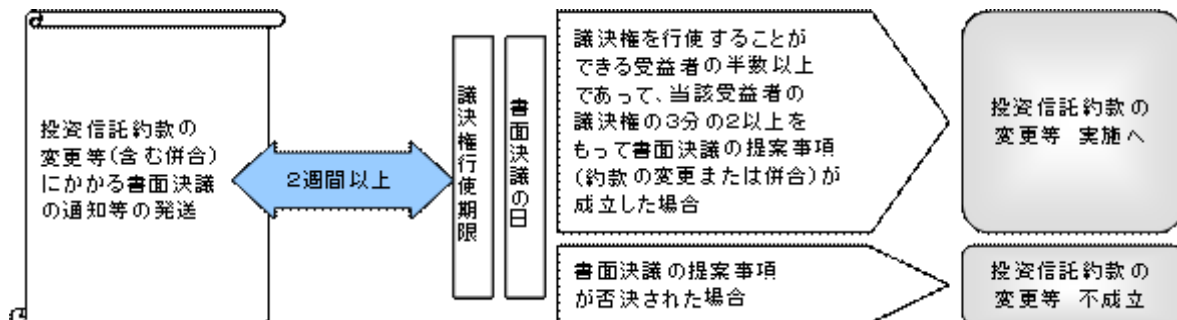 投資信託約款の
変更等(含む併合)
にかかる書面決議
の通知等の発送
2週間以上
議決権行使期限
書面決議の日
議決権を行使することが
できる受益者の半数以上
であって、当該受益者の
議決権の3分の2以上を
もって書面決議の提案事項
(約款の変更または併合)が
成立した場合
投資信託約款の
変更等 実施へ
書面決議の提案事項
が否決された場合
投資信託約款の
変更等 不成立